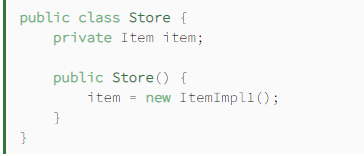 public class Store {
    private Item item;

    public Store() {
        item = new ItemImpl1();
    }
}